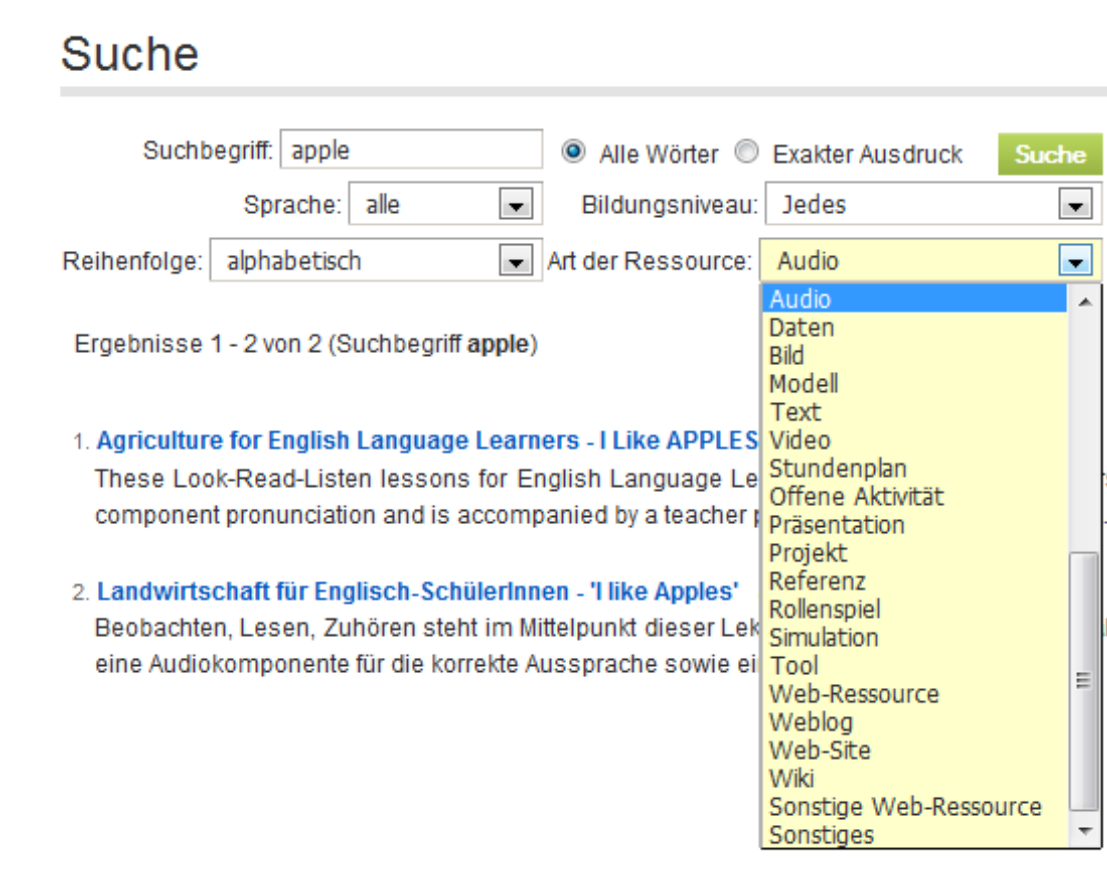 Suche
Suchbegriff: apple Alle Wörter Exakter Ausdruck Suche
Sprache: alle Bildungsniveau: Jedes
Reihenfolge: alphabetisch Art der Ressource: Audio
Audio
Daten
Bild
Modell
Text
Video
Stundenplan
Offene Aktivität
Präsentation
Projekt
Referenz
Rollenspiel
Simulation
Tool
Web-Ressource
Weblog
Web-Site
Wiki
Sonstige Web-Ressource
Sonstiges
Ergebnisse 1 - 2 von 2 (Suchbegriff apple)
1. Agriculture for English Language Learners - I Like APPLES
These Look-Read-Listen lessons for English Language Le
component pronunciation and is accompanied by a teacher
2. Landwirtschaft für Englisch-SchülerInnen - 'I like Apples'
Beobachten, Lesen, Zuhören steht im Mittelpunkt dieser Lek
eine Audiokomponente für die korrekte Aussprache sowie ei